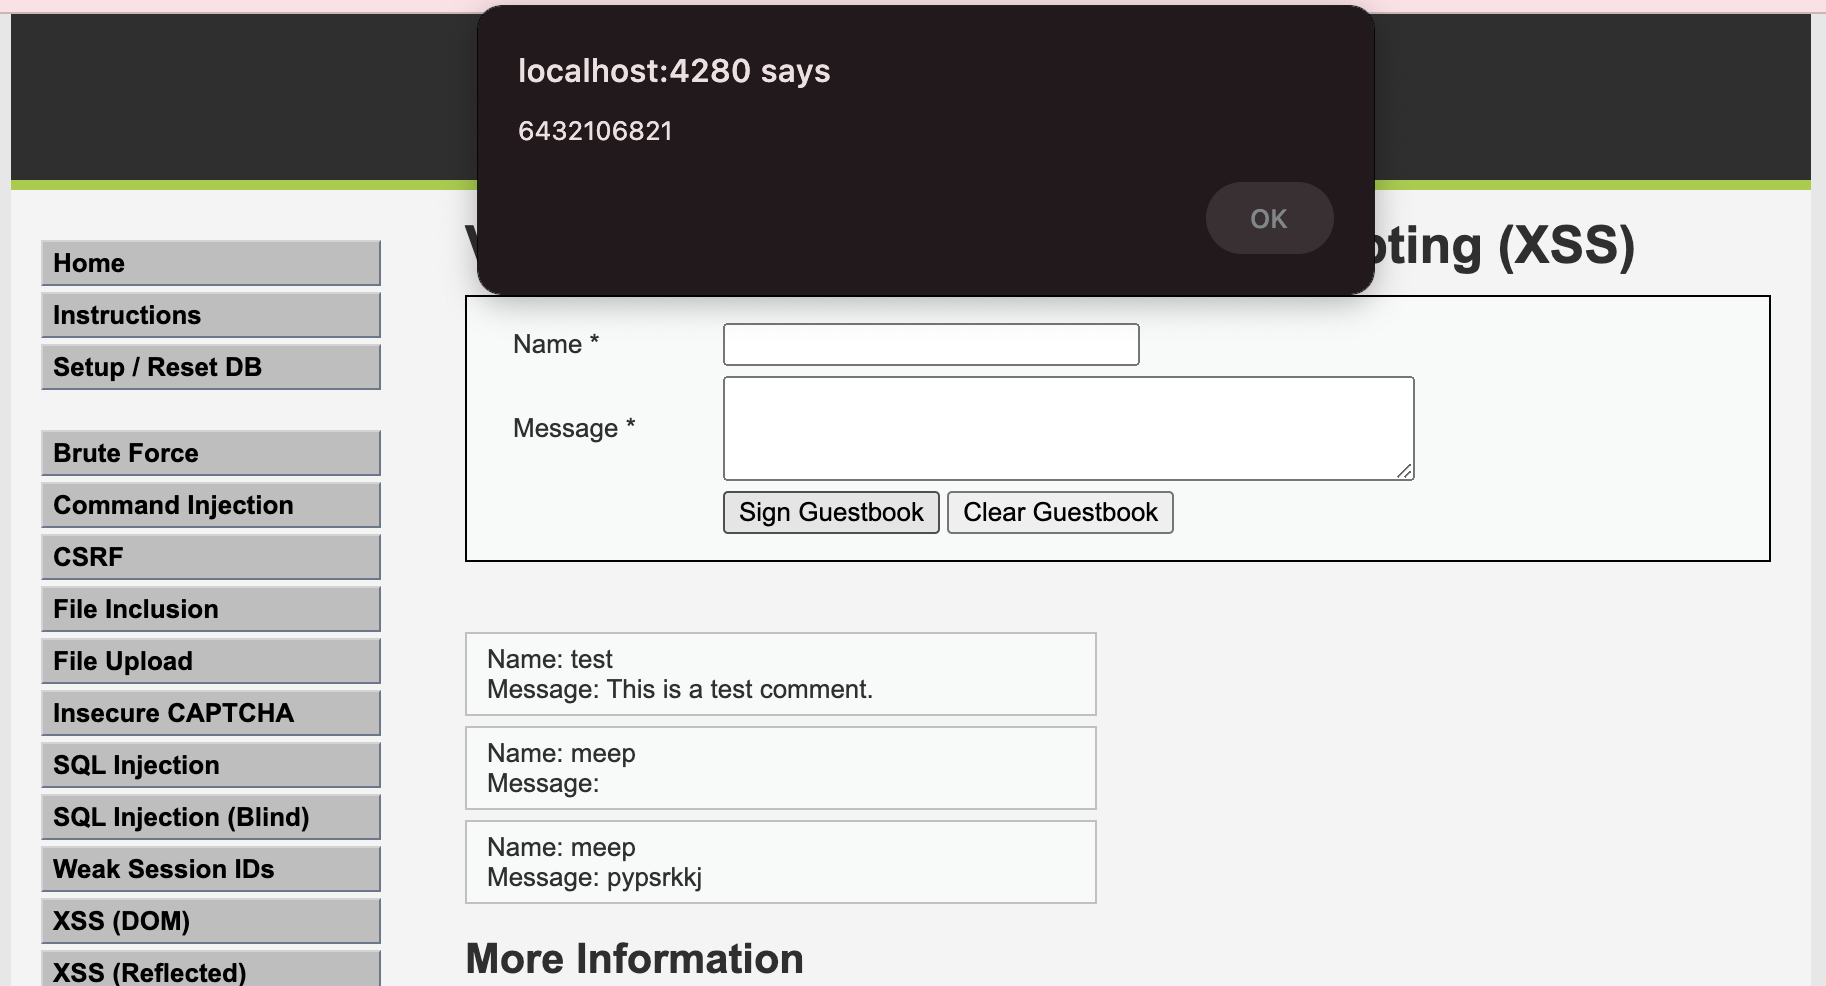 localhost:4280 says
6432106821
OK
pting (XSS)
Home
Instructions
Setup / Reset DB
Brute Force
Command Injection
CSRF
File Inclusion
File Upload
Insecure CAPTCHA
SQL Injection
SQL Injection (Blind)
Weak Session IDs
XSS (DOM)
XSS (Reflected)
Name *
Message *
Sign Guestbook
Clear Guestbook
Name: test
Message: This is a test comment.
Name: meep
Message:
Name: meep
Message: pypsrkkj
More Information